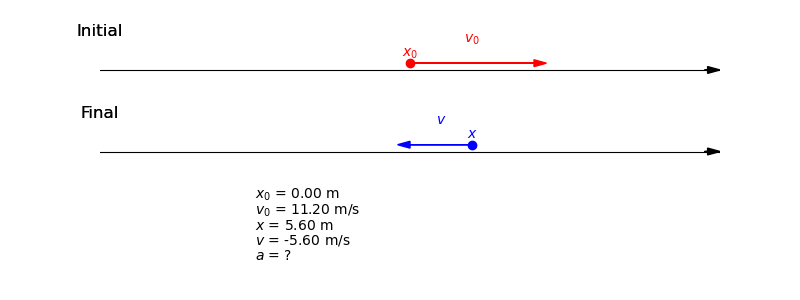 Initial
v₀
x₀
Final
v
x
x₀ = 0.00 m
v₀ = 11.20 m/s
x = 5.60 m
v = -5.60 m/s
a = ?